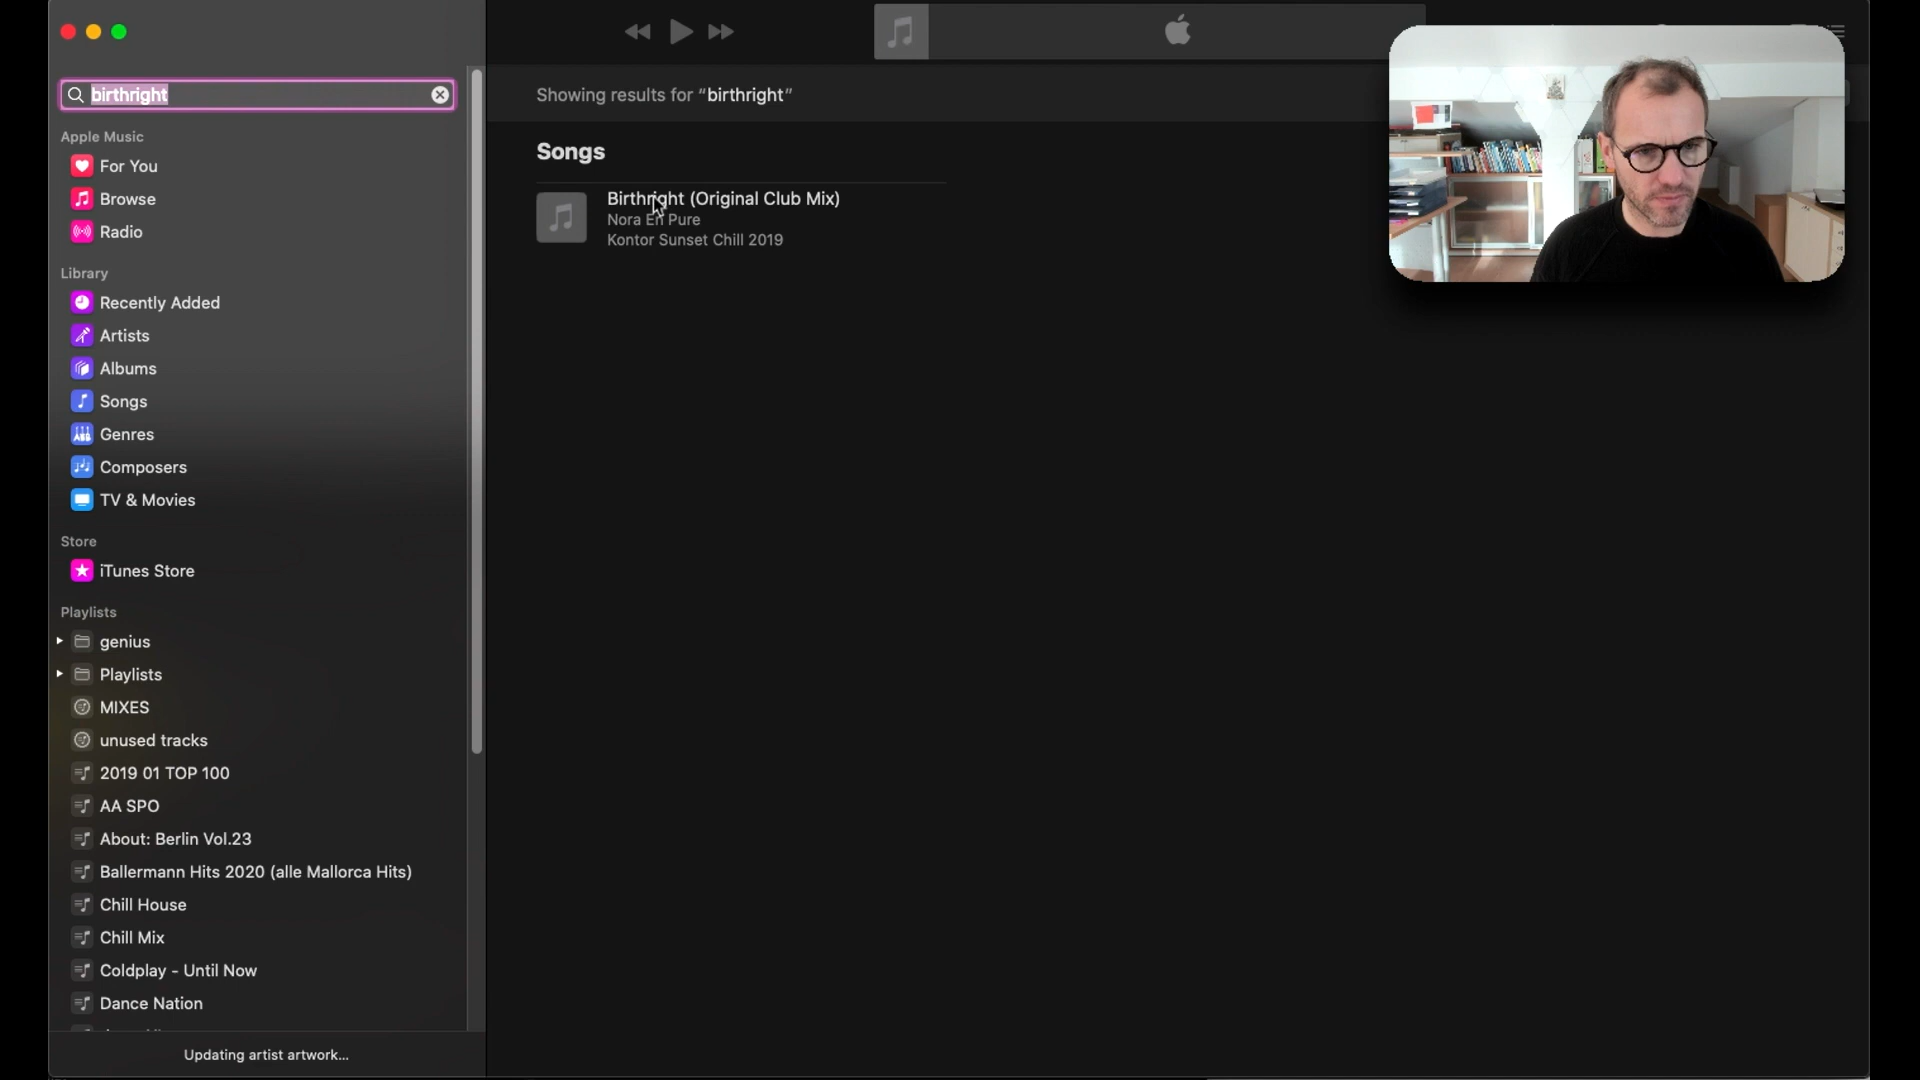 birthright
Apple Music
For You
Browse
Radio
Library
Recently Added
Artists
Albums
Songs
Genres
Composers
TV & Movies
Store
iTunes Store
Playlists
genius
Playlists
MIXES
unused tracks
2019 01 TOP 100
AA SPO
About: Berlin Vol.23
Ballermann Hits 2020 (alle Mallorca Hits)
Chill House
Chill Mix
Coldplay - Until Now
Dance Nation
Updating artist artwork...
Showing results for “birthright”
Songs
Birthright (Original Club Mix)
Nora En Pure
Kontor Sunset Chill 2019